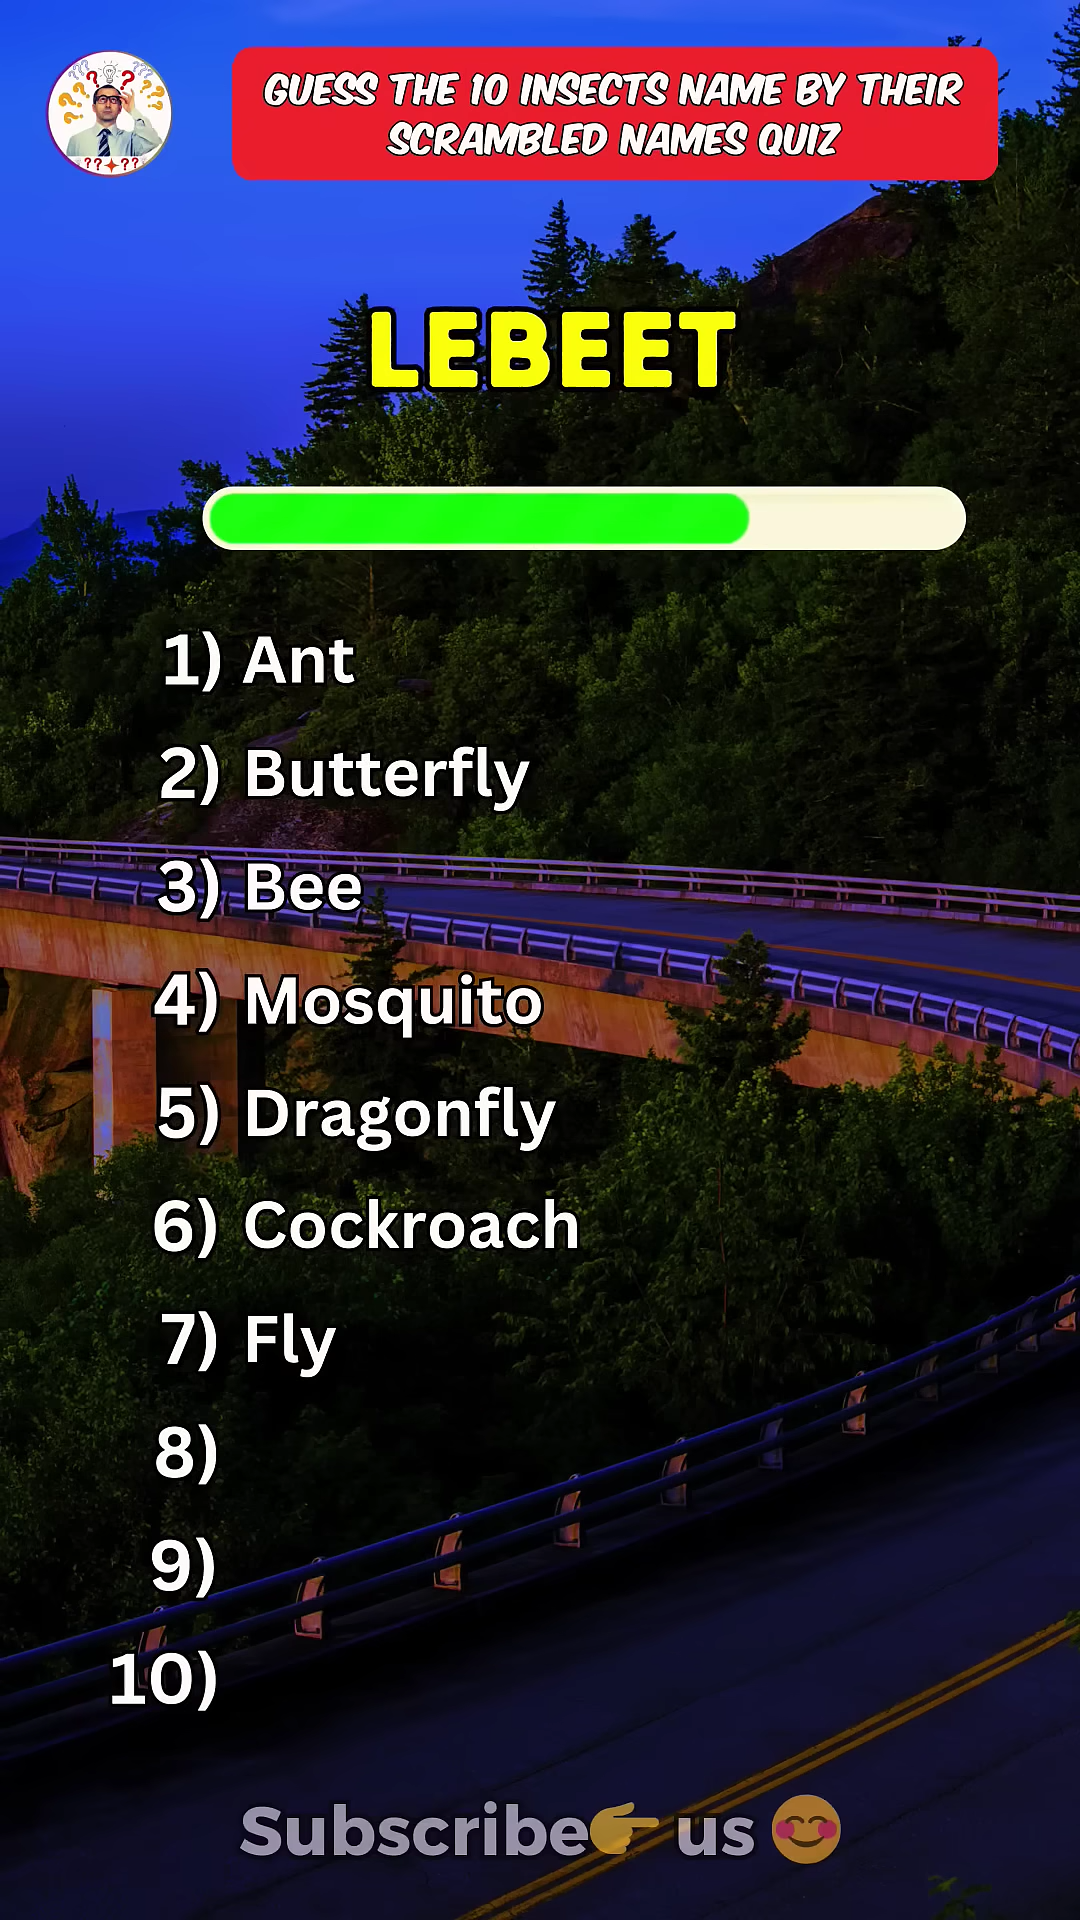 GUESS THE 10 INSECTS NAME BY THEIR
SCRAMBLED NAMES QUIZ
LEBEET
1) Ant
2) Butterfly
3) Bee
4) Mosquito
5) Dragonfly
6) Cockroach
7) Fly
8)
9)
10)
Subscribe👉 us 😊